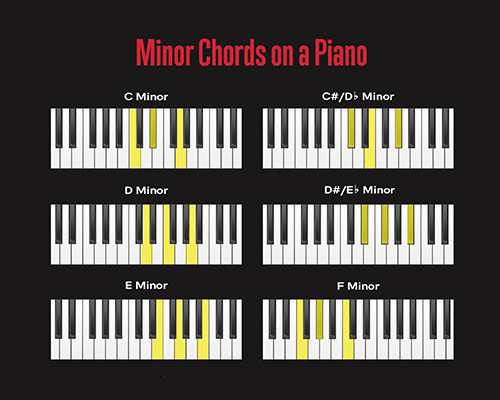 Minor Chords on a Piano
C Minor
C#/D♭ Minor
D Minor
D#/E♭ Minor
E Minor
F Minor